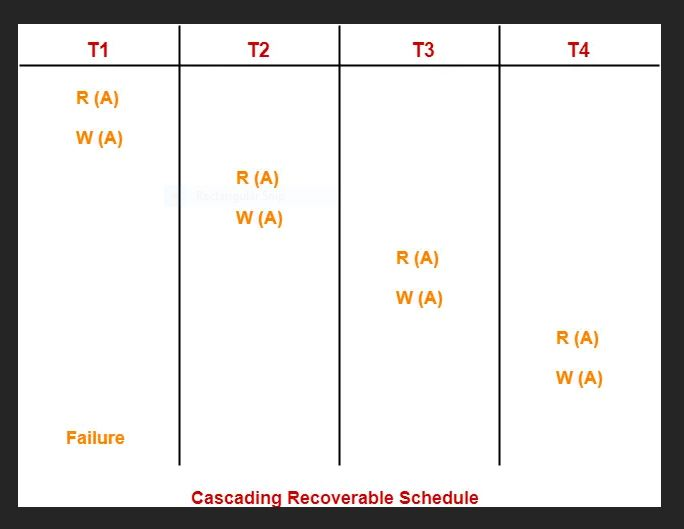 T1 T2 T3 T4
R (A)
W (A)
R (A)
Rectangular Snip
W (A)
R (A)
W (A)
R (A)
W (A)
Failure
Cascading Recoverable Schedule